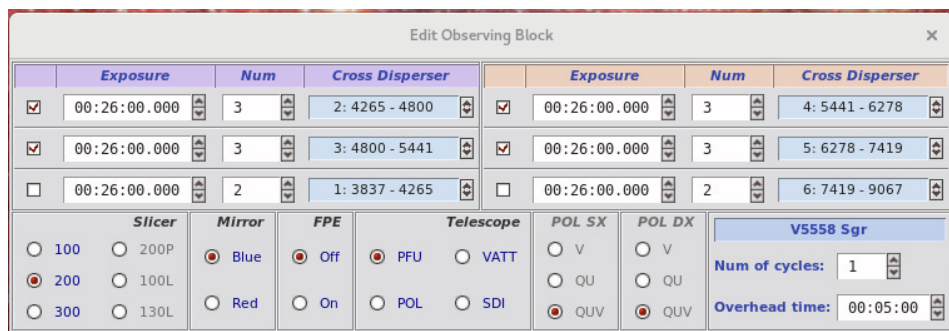 Edit Observing Block ×
Exposure Num Cross Disperser Exposure Num Cross Disperser
00:26:00.000 3 2: 4265 - 4800 00:26:00.000 3 4: 5441 - 6278
00:26:00.000 3 3: 4800 - 5441 00:26:00.000 3 5: 6278 - 7419
00:26:00.000 2 1: 3837 - 4265 00:26:00.000 2 6: 7419 - 9067
Slicer Mirror FPE Telescope POL SX POL DX V5558 Sgr
100 200P Blue Off PFU VATT V V
Num of cycles: 1
200 100L QU QU
300 130L Red On POL SDI QUV QUV Overhead time: 00:05:00